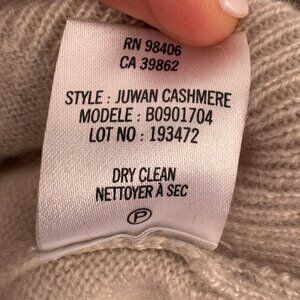 RN 98406
CA 39862
STYLE : JUWAN CASHMERE
MODELE : B0901704
LOT NO : 193472
DRY CLEAN
NETTOYER À SEC
P